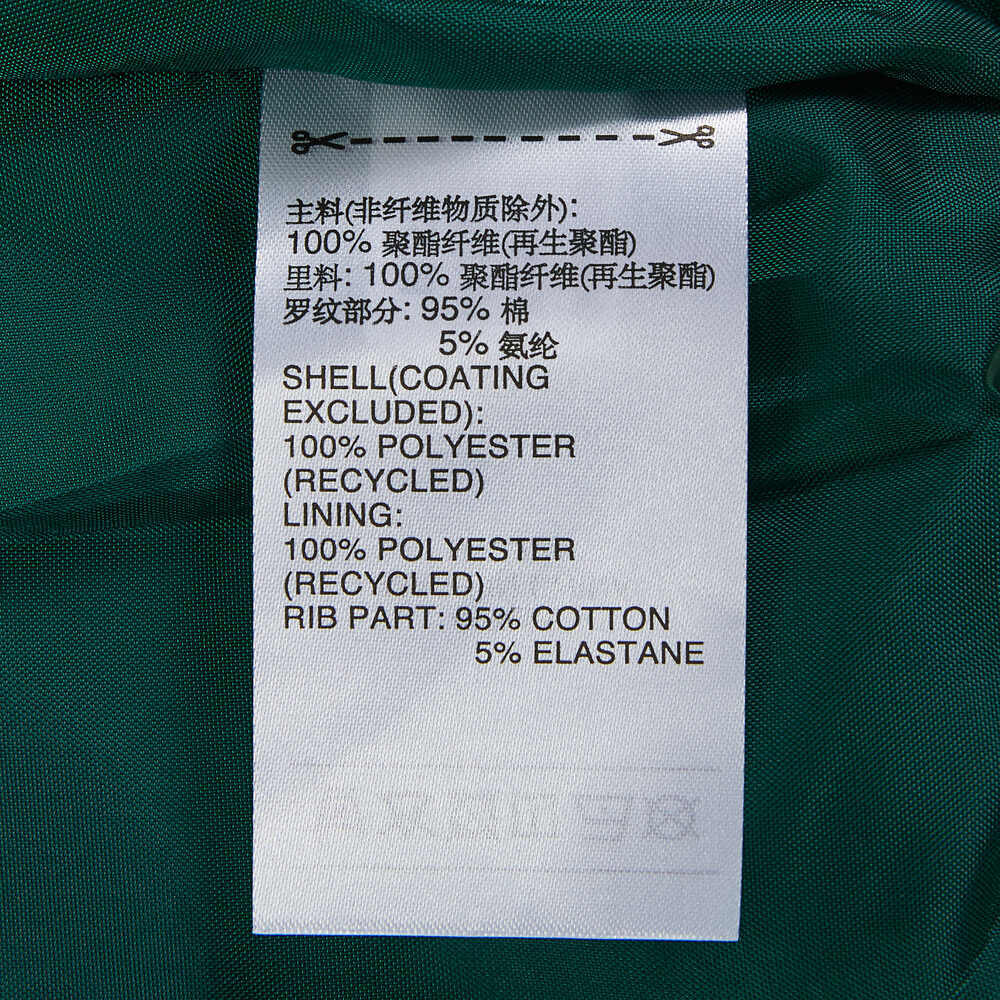 主料(非纤维物质除外):
100% 聚酯纤维(再生聚酯)
里料: 100% 聚酯纤维(再生聚酯)
罗纹部分: 95% 棉
5% 氨纶
SHELL(COATING
EXCLUDED):
100% POLYESTER
(RECYCLED)
LINING:
100% POLYESTER
(RECYCLED)
RIB PART: 95% COTTON
5% ELASTANE